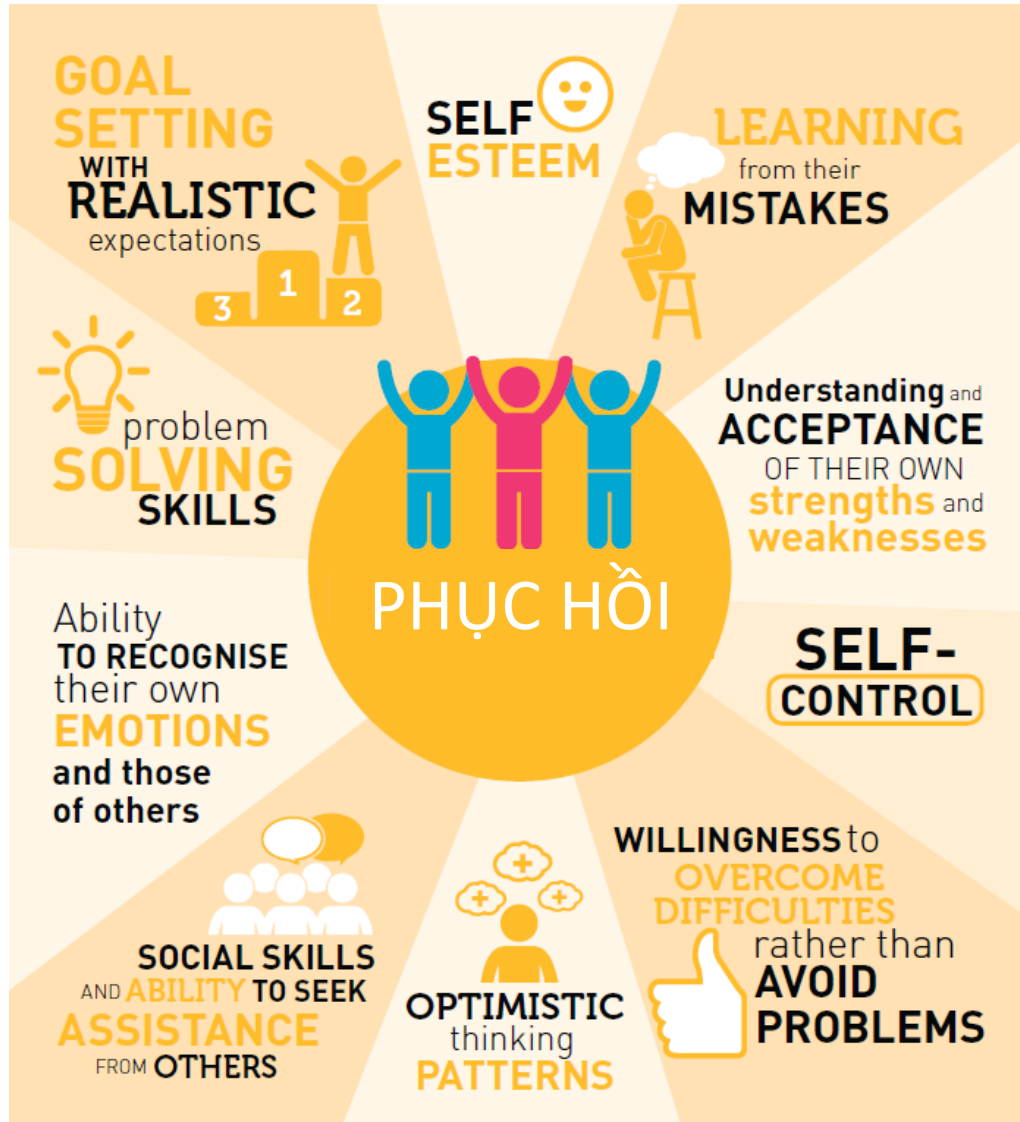 GOAL
SETTING
WITH
REALISTIC
expectations
3 1 2
SELF
ESTEEM
LEARNING
from their
MISTAKES
Understanding and
ACCEPTANCE
OF THEIR OWN
strengths and
weaknesses
SELF-
CONTROL
WILLINGNESS to
OVERCOME
DIFFICULTIES
rather than
AVOID
PROBLEMS
OPTIMISTIC
thinking
PATTERNS
SOCIAL SKILLS
AND ABILITY TO SEEK
ASSISTANCE
FROM OTHERS
Ability
TO RECOGNISE
their own
EMOTIONS
and those
of others
problem
SOLVING
SKILLS
PHỤC HỒI